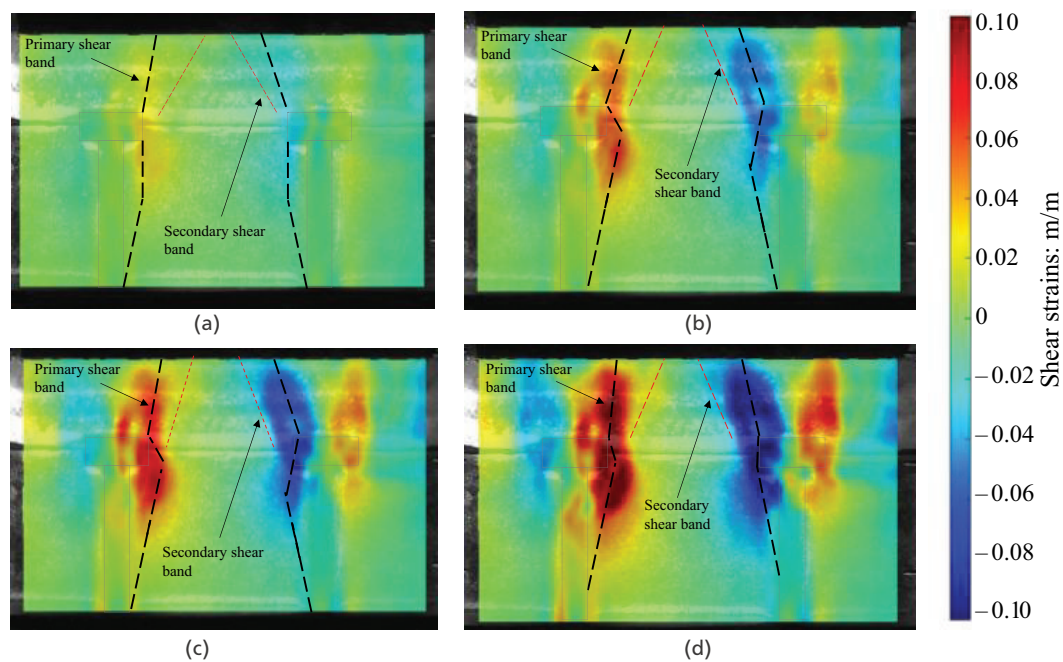 Primary shear
band
Secondary shear
band
(a)
Secondary
shear band
Primary shear
band
(b)
Primary shear
band
Secondary shear
band
(c)
Primary shear
band
Secondary
shear band
(d)
0.10
0.08
0.06
0.04
0.02
0
−0.02
−0.04
−0.06
−0.08
−0.10
Shear strains: m/m